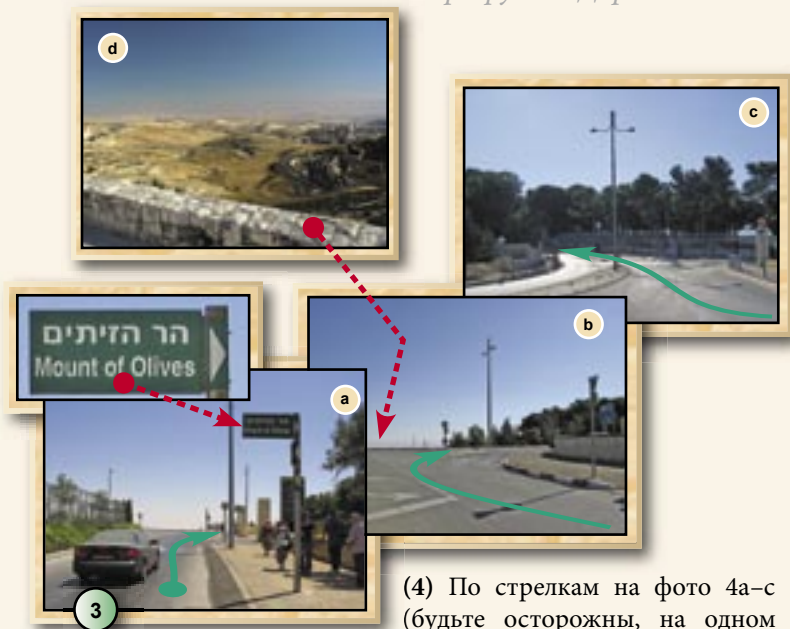 d
c
הר הזיתים
Mount of Olives
b
a
3
(4) По стрелкам на фото 4a–c
(будьте осторожны, на одном